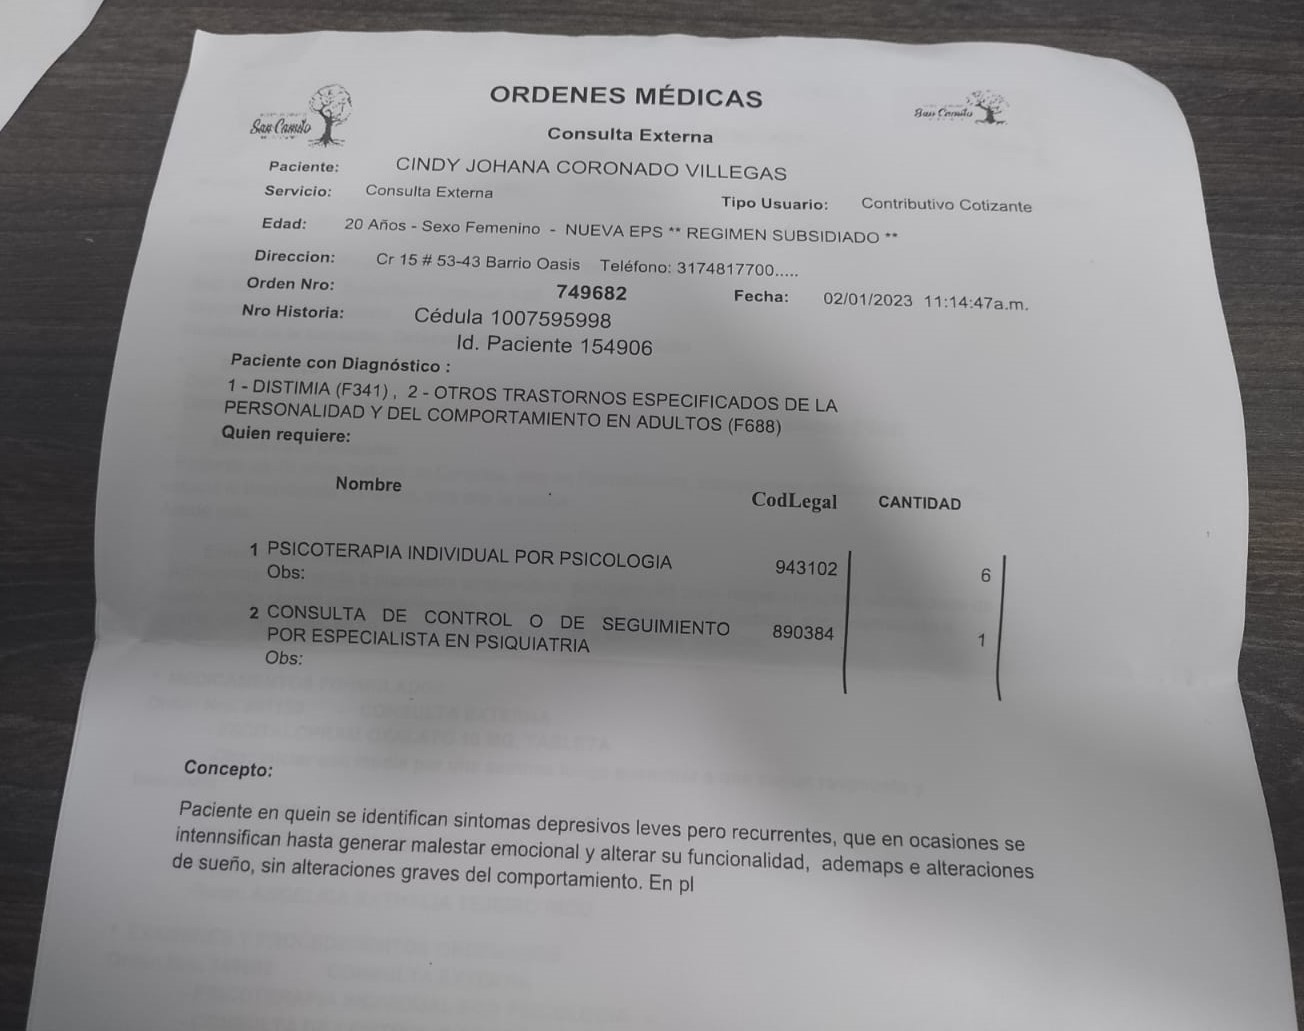 ORDENES MÉDICAS
San Camilo
San Camilo
Consulta Externa
Paciente: CINDY JOHANA CORONADO VILLEGAS
Servicio: Consulta Externa Tipo Usuario: Contributivo Cotizante
Edad: 20 Años - Sexo Femenino - NUEVA EPS ** REGIMEN SUBSIDIADO **
Direccion: Cr 15 # 53-43 Barrio Oasis Teléfono: 3174817700.....
Orden Nro: 749682 Fecha: 02/01/2023 11:14:47a.m.
Nro Historia: Cédula 1007595998
Id. Paciente 154906
Paciente con Diagnóstico :
1 - DISTIMIA (F341) , 2 - OTROS TRASTORNOS ESPECIFICADOS DE LA
PERSONALIDAD Y DEL COMPORTAMIENTO EN ADULTOS (F688)
Quien requiere:
Nombre CodLegal CANTIDAD
1 PSICOTERAPIA INDIVIDUAL POR PSICOLOGIA 943102 6
Obs:
2 CONSULTA DE CONTROL O DE SEGUIMIENTO 890384 1
POR ESPECIALISTA EN PSIQUIATRIA
Obs:
Concepto:
Paciente en quein se identifican sintomas depresivos leves pero recurrentes, que en ocasiones se
intennsifican hasta generar malestar emocional y alterar su funcionalidad, ademaps e alteraciones
de sueño, sin alteraciones graves del comportamiento. En pl